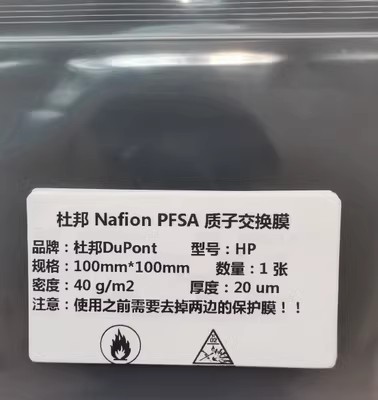 杜邦 Nafion PFSA 质子交换膜
品牌：杜邦DuPont 型号：HP
规格：100mm*100mm 数量：1 张
密度：40 g/m2 厚度：20 um
注意：使用之前需要去掉两边的保护膜！！